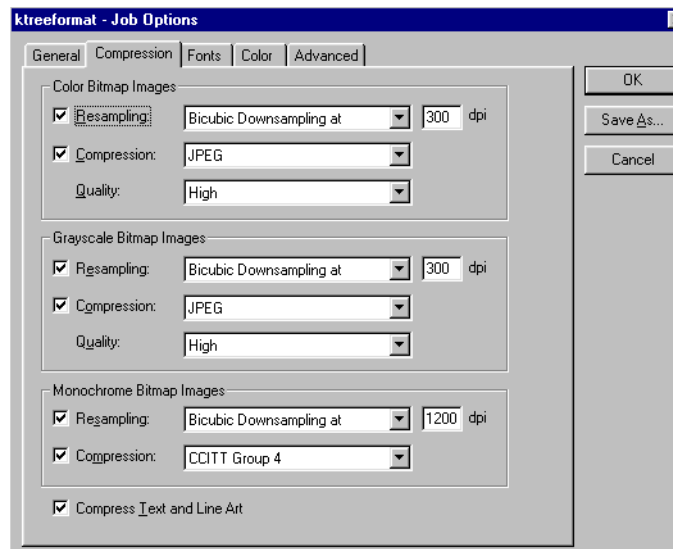 ktreeformat - Job Options
General Compression Fonts Color Advanced
Color Bitmap Images
Resampling: Bicubic Downsampling at 300 dpi
Compression: JPEG
Quality: High
Grayscale Bitmap Images
Resampling: Bicubic Downsampling at 300 dpi
Compression: JPEG
Quality: High
Monochrome Bitmap Images
Resampling: Bicubic Downsampling at 1200 dpi
Compression: CCITT Group 4
Compress Text and Line Art
OK
Save As...
Cancel